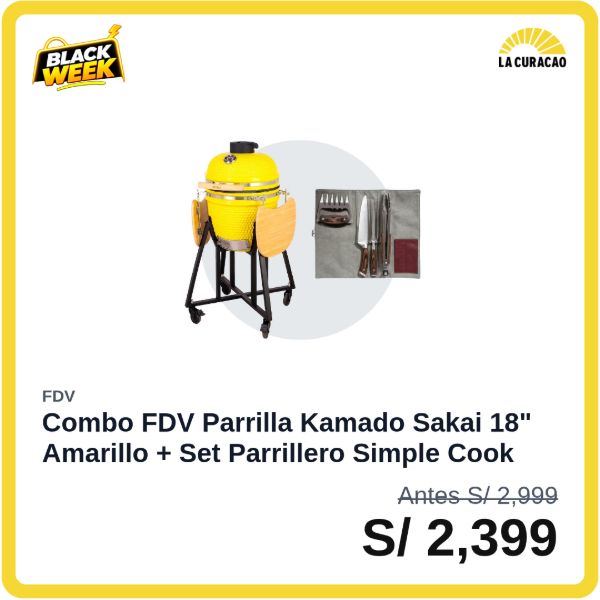 BLACK
WEEK
LA CURACAO
FDV
Combo FDV Parrilla Kamado Sakai 18"
Amarillo + Set Parrillero Simple Cook
Antes S/ 2,999
S/ 2,399